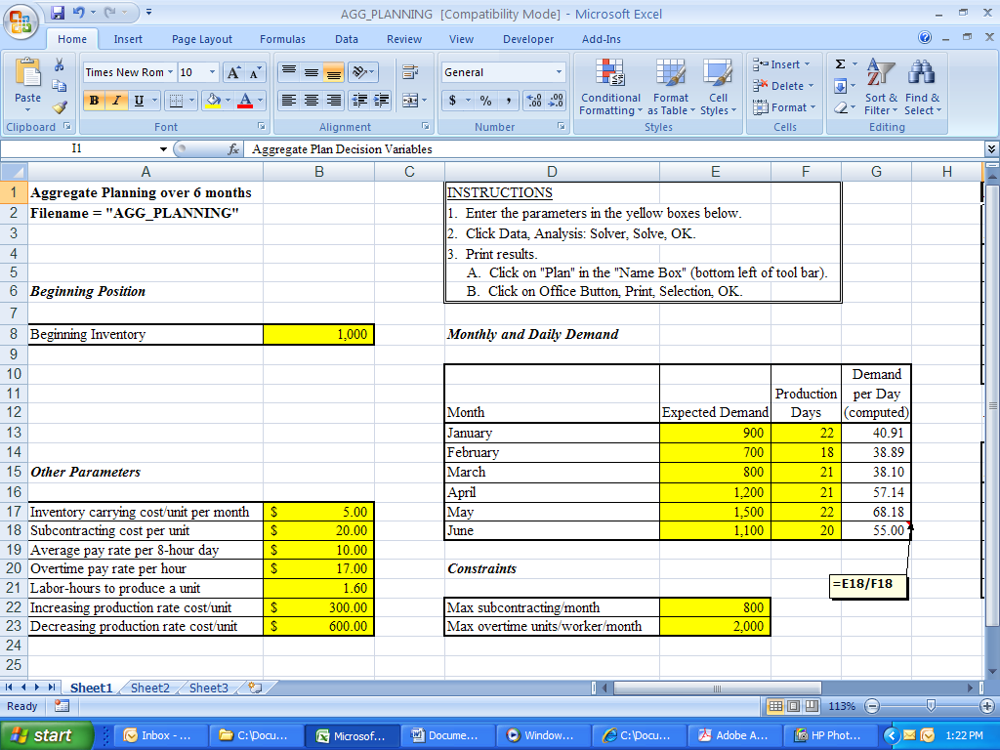 AGG_PLANNING [Compatibility Mode] - Microsoft Excel
Home Insert Page Layout Formulas Data Review View Developer Add-Ins
Paste
Times New Rom 10
B I U
General
$ % ,
Conditional Formatting
Format as Table
Cell Styles
Insert
Delete
Format
Σ
Sort & Filter
Find & Select
Clipboard Font Alignment Number Styles Cells Editing
I1 fx Aggregate Plan Decision Variables
A B C D E F G H
1 Aggregate Planning over 6 months INSTRUCTIONS
2 Filename = "AGG_PLANNING" 1. Enter the parameters in the yellow boxes below.
3 2. Click Data, Analysis: Solver, Solve, OK.
4 3. Print results.
5 A. Click on "Plan" in the "Name Box" (bottom left of tool bar).
6 Beginning Position B. Click on Office Button, Print, Selection, OK.
7
8 Beginning Inventory 1,000 Monthly and Daily Demand
9
10 Demand
11 Production per Day
12 Month Expected Demand Days (computed)
13 January 900 22 40.91
14 February 700 18 38.89
15 Other Parameters March 800 21 38.10
16 April 1,200 21 57.14
17 Inventory carrying cost/unit per month $ 5.00 May 1,500 22 68.18
18 Subcontracting cost per unit $ 20.00 June 1,100 20 55.00
19 Average pay rate per 8-hour day $ 10.00
20 Overtime pay rate per hour $ 17.00 Constraints
=E18/F18
21 Labor-hours to produce a unit 1.60
22 Increasing production rate cost/unit $ 300.00 Max subcontracting/month 800
23 Decreasing production rate cost/unit $ 600.00 Max overtime units/worker/month 2,000
24
25
Sheet1 Sheet2 Sheet3
Ready 113%
start Inbox - ... C:\Docu... Microsof... Docume... Window... C:\Docu... Adobe A... HP Phot... 1:22 PM